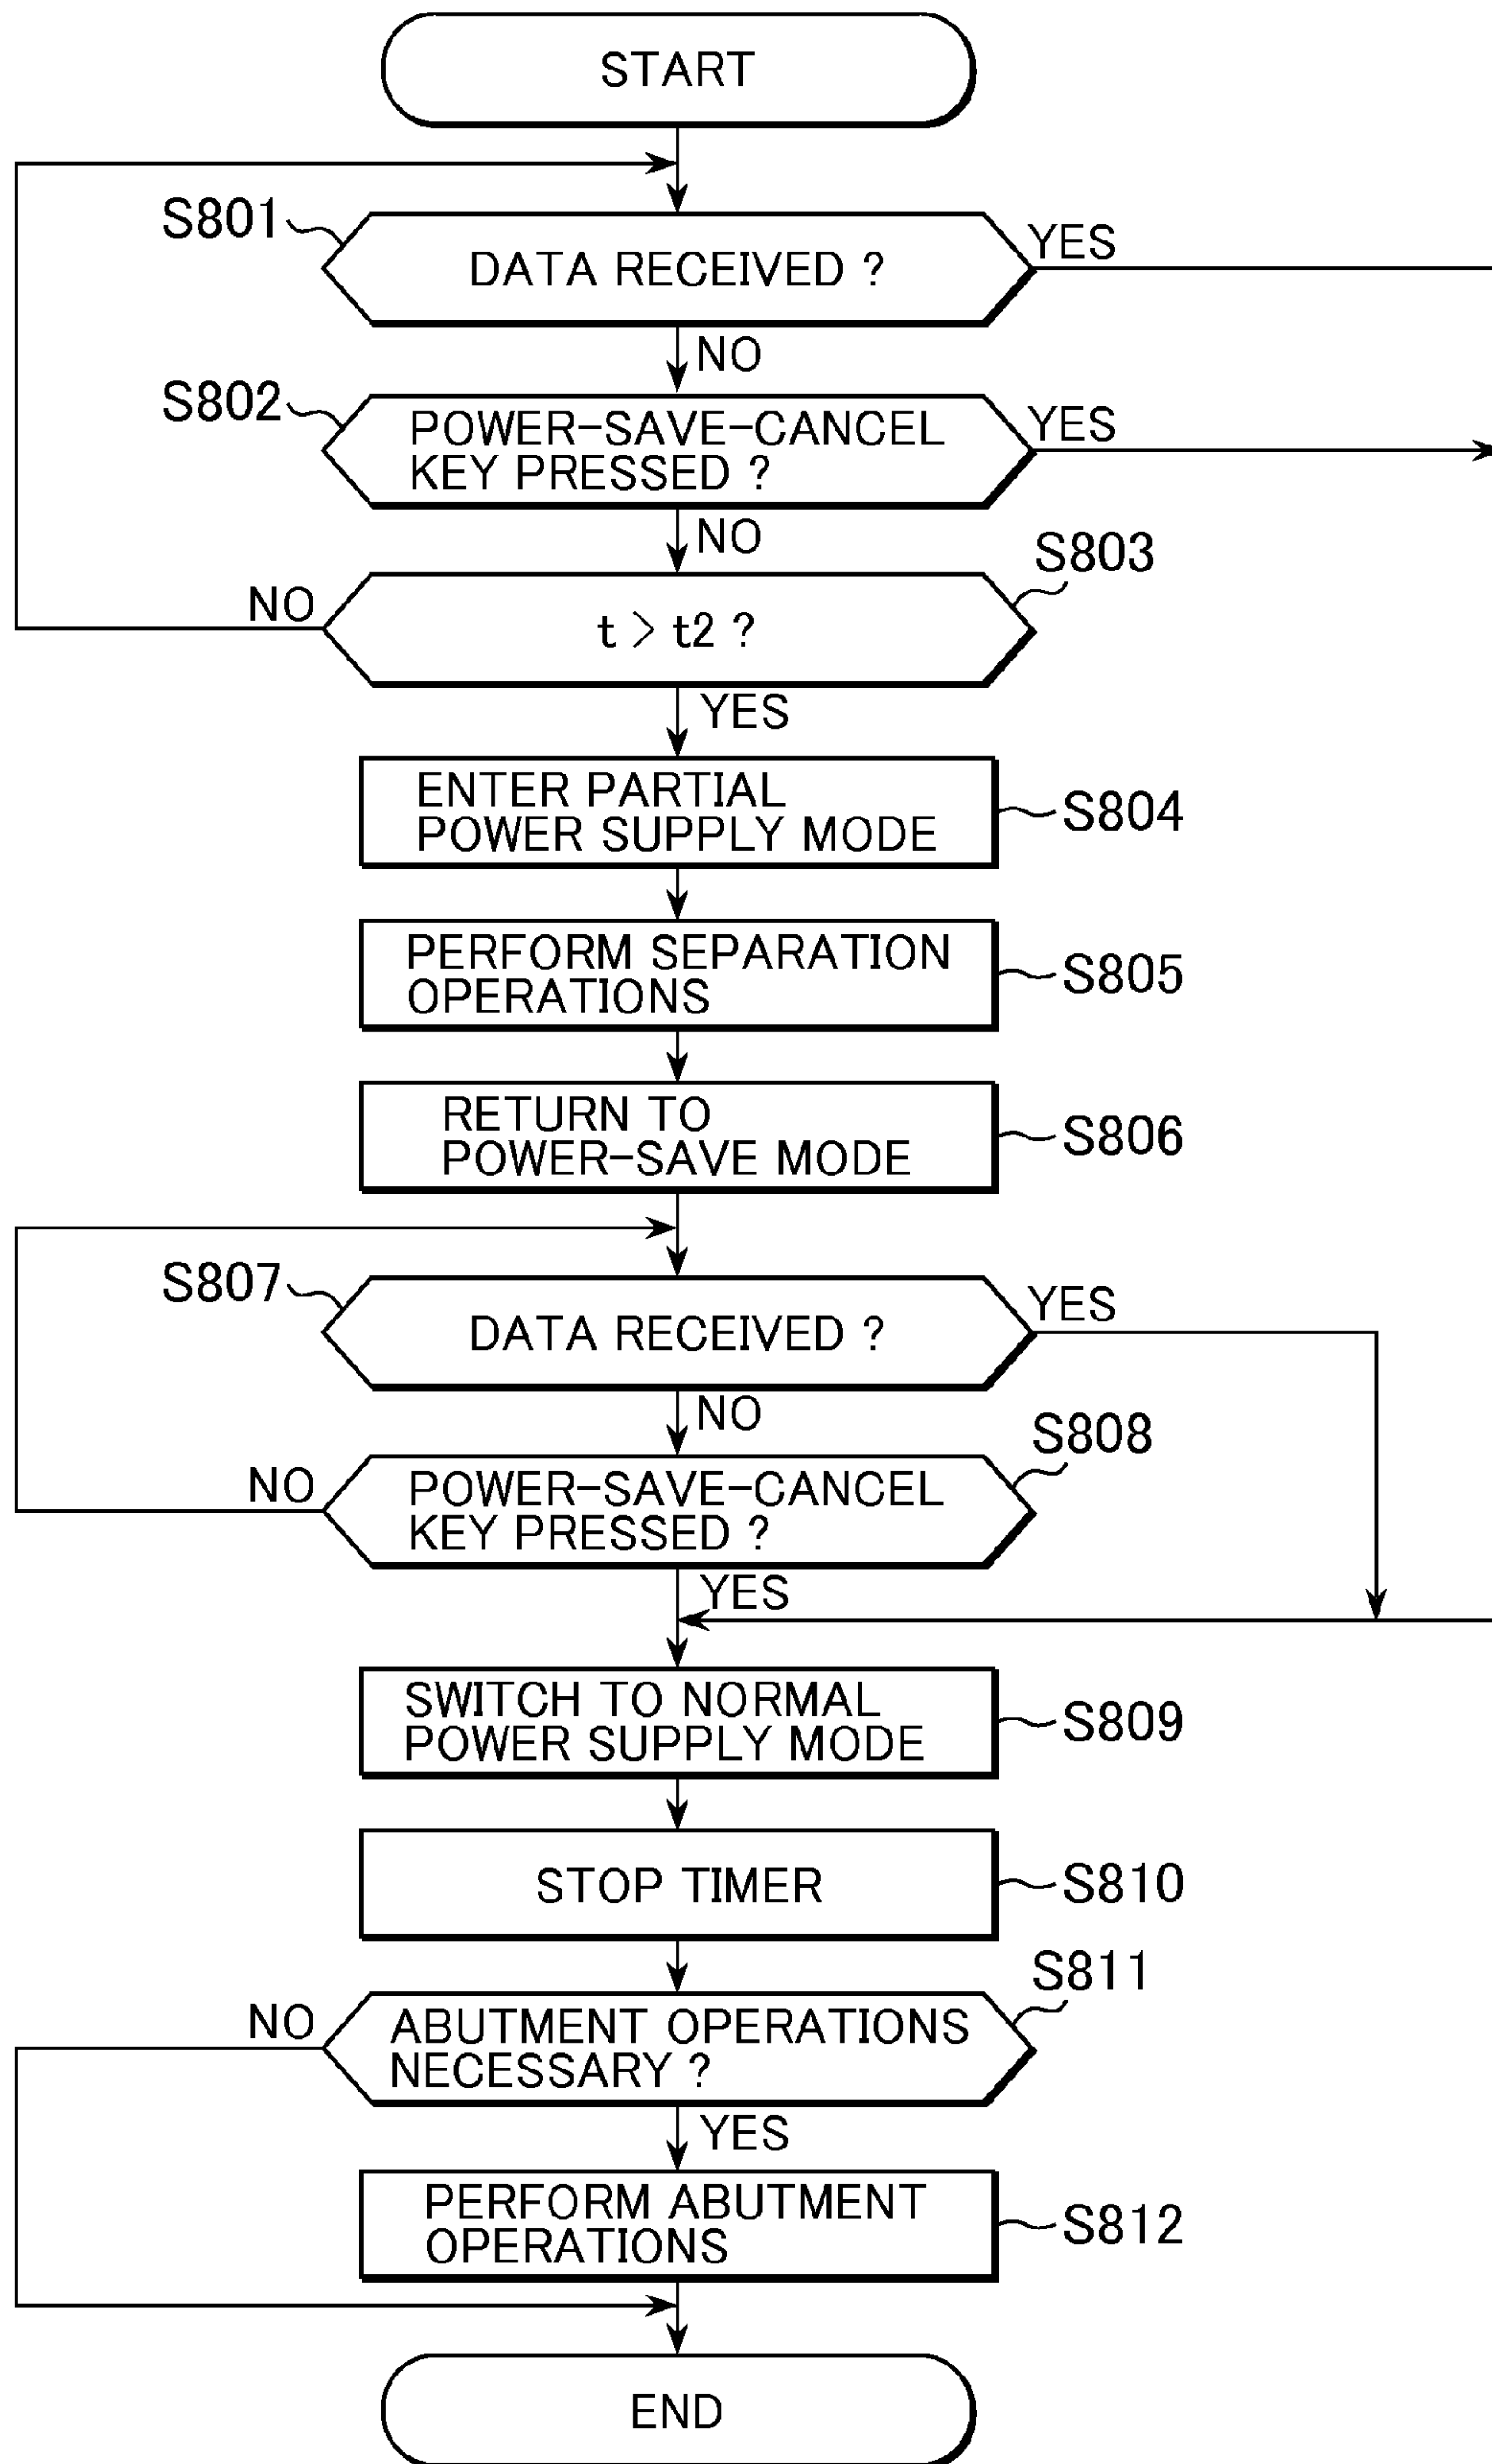 START
S801
DATA RECEIVED ?
YES
NO
S802
POWER-SAVE-CANCEL
KEY PRESSED ?
YES
NO
S803
t > t2 ?
NO
YES
ENTER PARTIAL
POWER SUPPLY MODE
S804
PERFORM SEPARATION
OPERATIONS
S805
RETURN TO
POWER-SAVE MODE
S806
S807
DATA RECEIVED ?
YES
NO
S808
POWER-SAVE-CANCEL
KEY PRESSED ?
NO
YES
SWITCH TO NORMAL
POWER SUPPLY MODE
S809
STOP TIMER
S810
S811
ABUTMENT OPERATIONS
NECESSARY ?
NO
YES
PERFORM ABUTMENT
OPERATIONS
S812
END